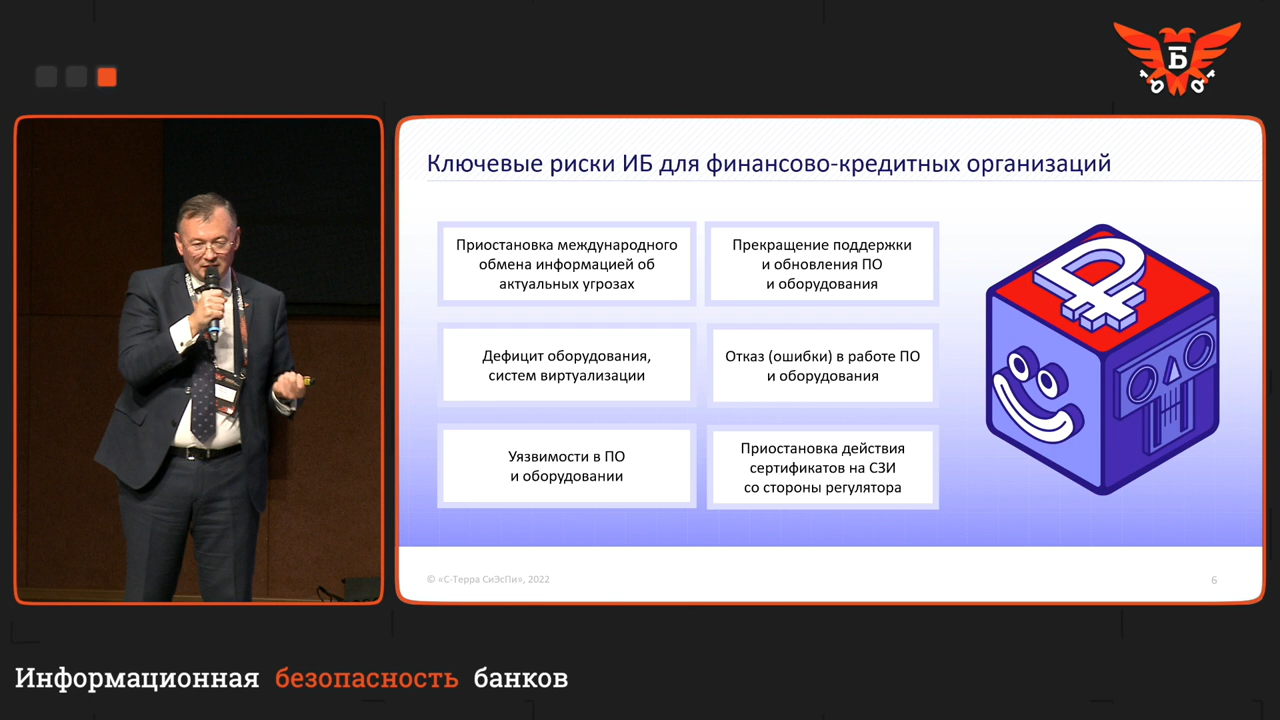 Б
Ключевые риски ИБ для финансово-кредитных организаций
Приостановка международного
обмена информацией об
актуальных угрозах
Прекращение поддержки
и обновления ПО
и оборудования
Дефицит оборудования,
систем виртуализации
Отказ (ошибки) в работе ПО
и оборудования
Уязвимости в ПО
и оборудовании
Приостановка действия
сертификатов на СЗИ
со стороны регулятора
© «С-Терра СиЭсПи», 2022
6
Информационная безопасность банков